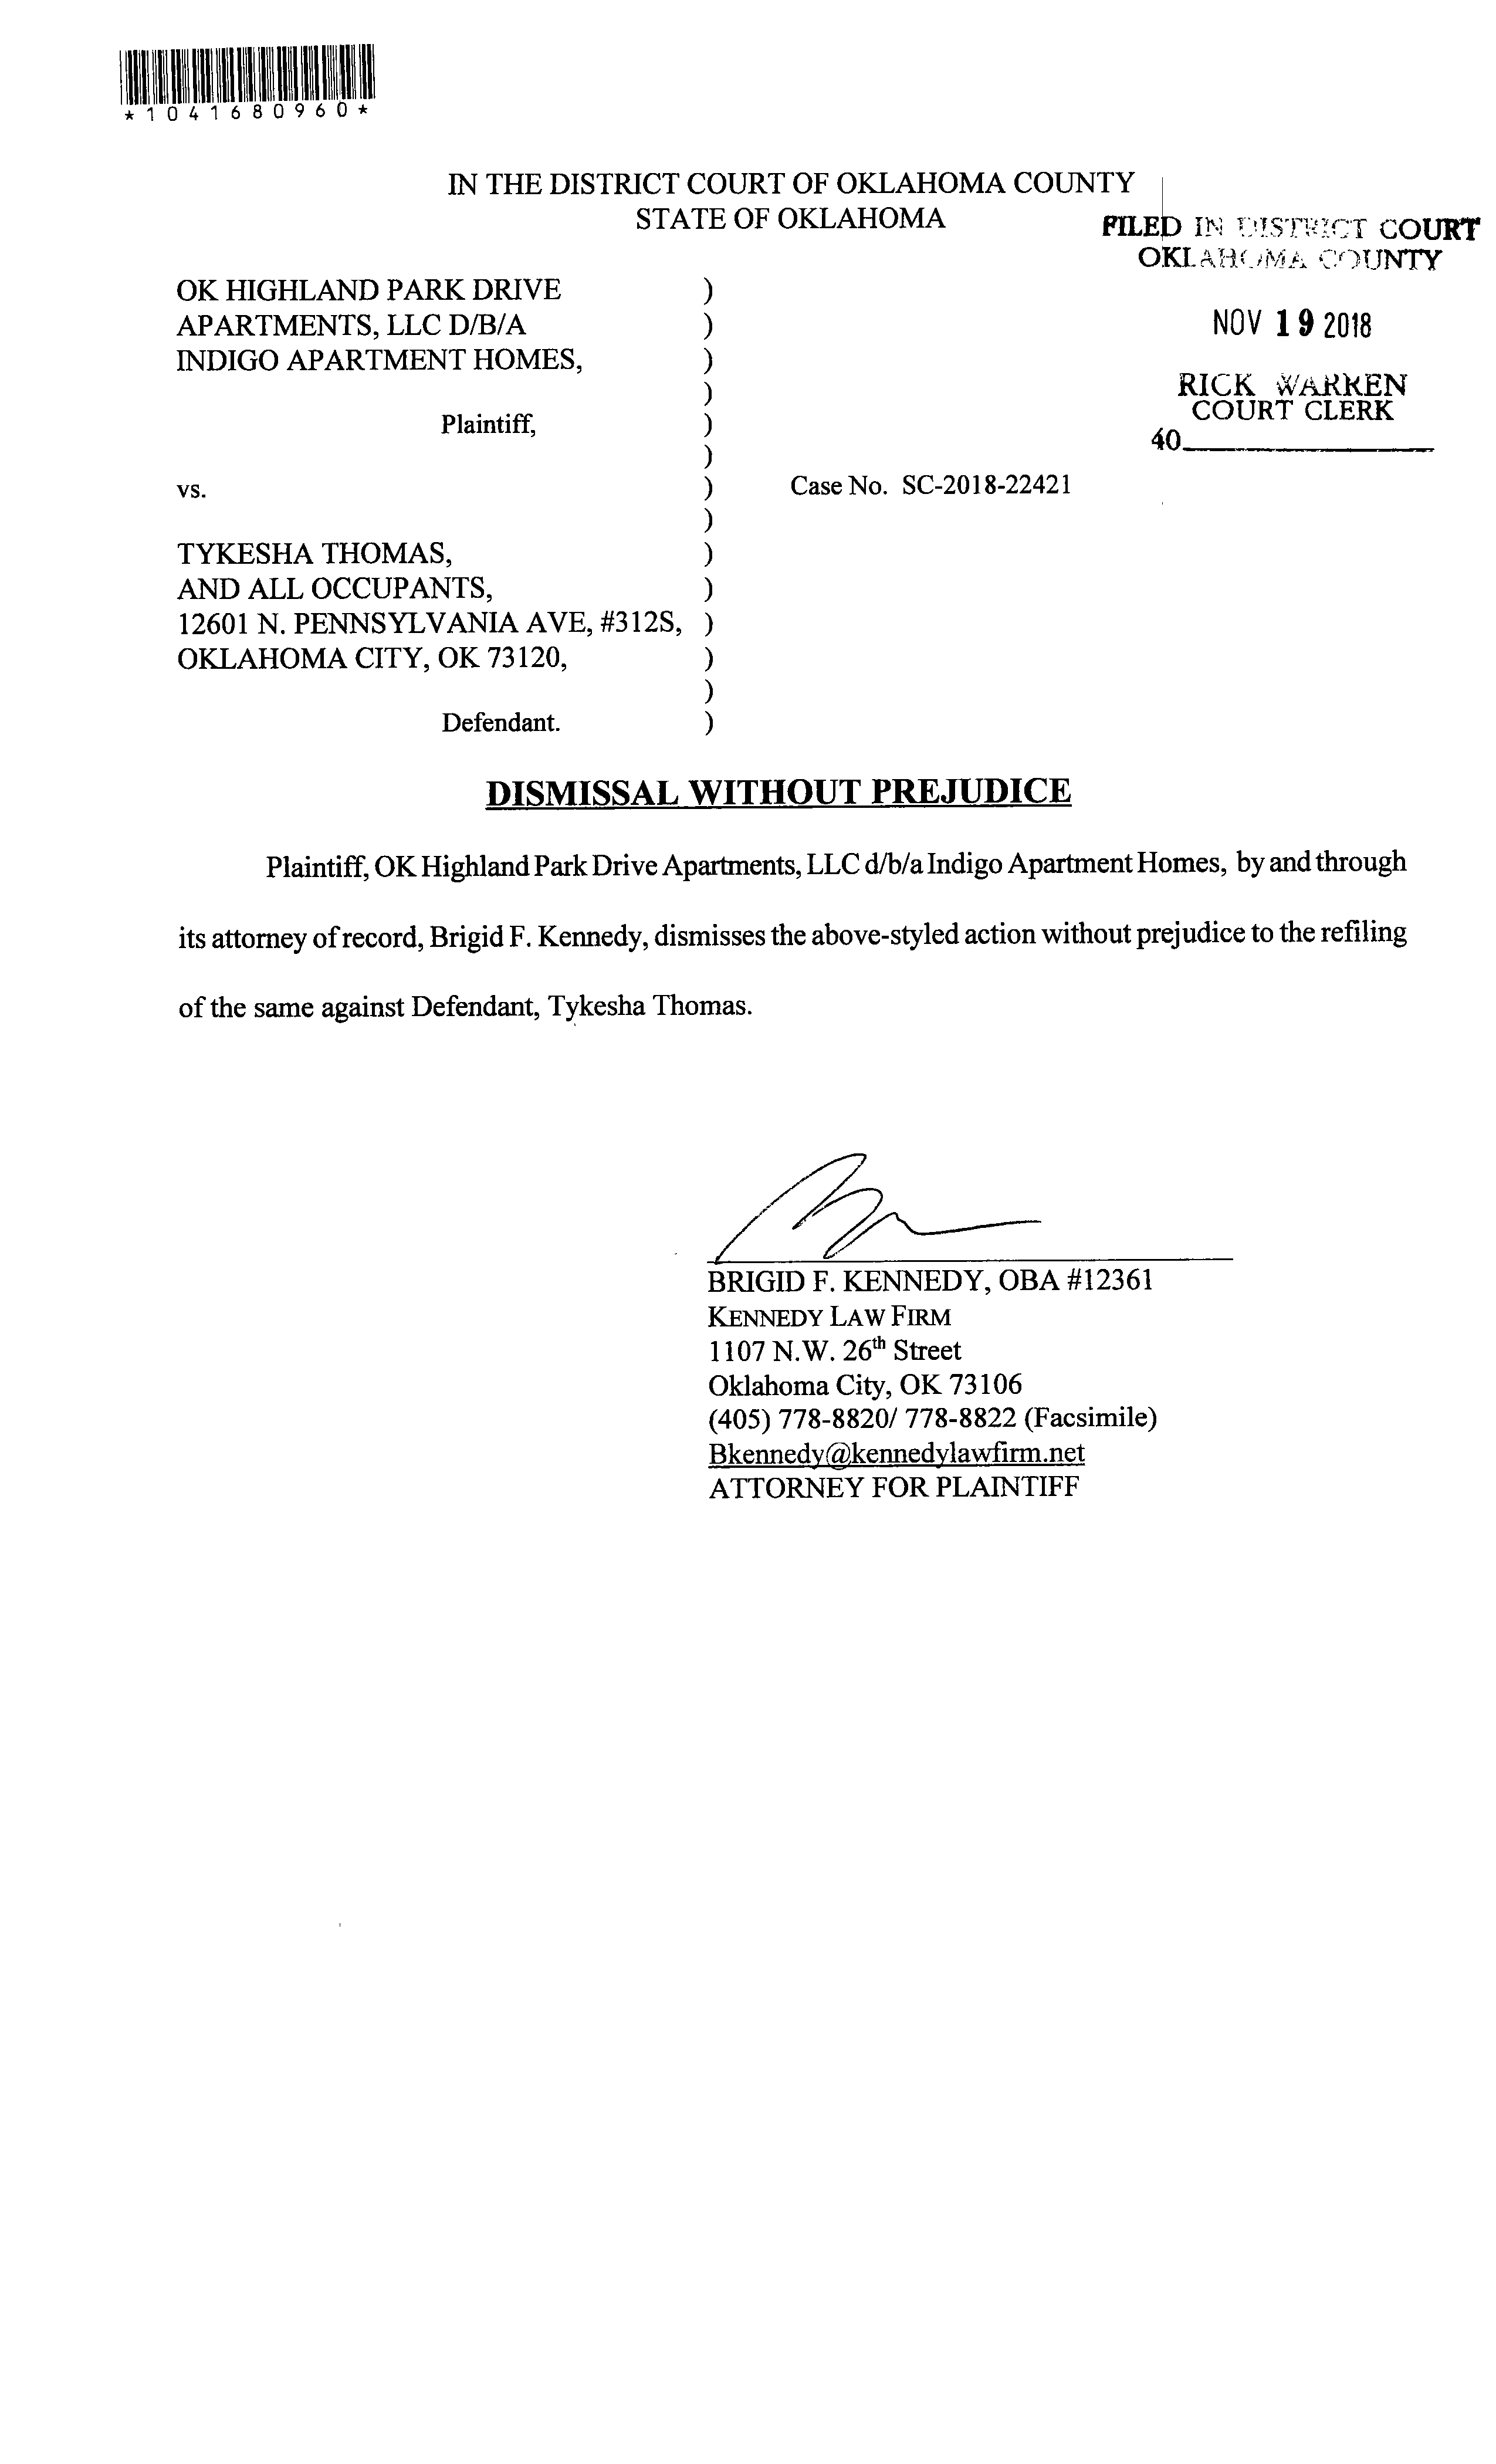 *1041680960*
IN THE DISTRICT COURT OF OKLAHOMA COUNTY
STATE OF OKLAHOMA
FILED IN DISTRICT COURT
OKLAHOMA COUNTY
NOV 19 2018
RICK WARREN
COURT CLERK
40
OK HIGHLAND PARK DRIVE )
APARTMENTS, LLC D/B/A )
INDIGO APARTMENT HOMES, )
)
Plaintiff, )
)
vs. ) Case No. SC-2018-22421
)
TYKESHA THOMAS, )
AND ALL OCCUPANTS, )
12601 N. PENNSYLVANIA AVE, #312S, )
OKLAHOMA CITY, OK 73120, )
)
Defendant. )
DISMISSAL WITHOUT PREJUDICE
Plaintiff, OK Highland Park Drive Apartments, LLC d/b/a Indigo Apartment Homes, by and through
its attorney of record, Brigid F. Kennedy, dismisses the above-styled action without prejudice to the refiling
of the same against Defendant, Tykesha Thomas.
BRIGID F. KENNEDY, OBA #12361
KENNEDY LAW FIRM
1107 N.W. 26th Street
Oklahoma City, OK 73106
(405) 778-8820/ 778-8822 (Facsimile)
Bkennedy@kennedylawfirm.net
ATTORNEY FOR PLAINTIFF